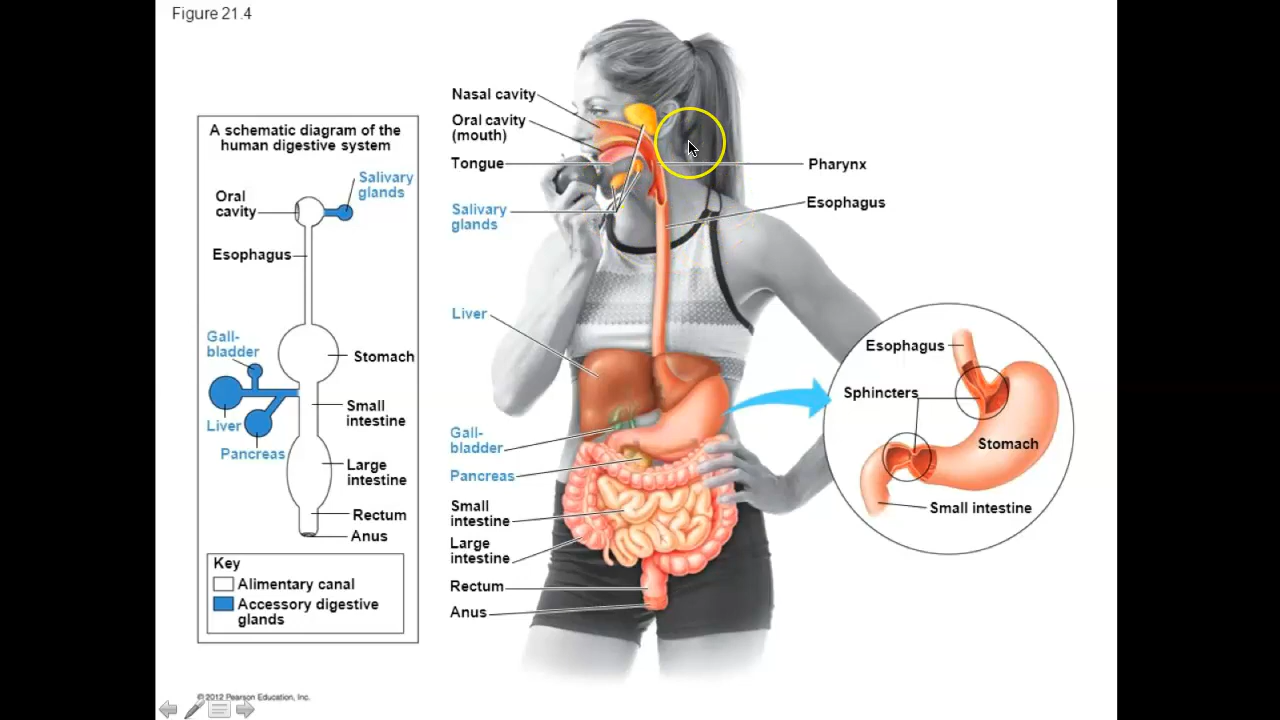 Figure 21.4
A schematic diagram of the
human digestive system
Oral
cavity
Salivary
glands
Esophagus
Gall-
bladder
Stomach
Liver
Small
intestine
Pancreas
Large
intestine
Rectum
Anus
Key
Alimentary canal
Accessory digestive
glands
Nasal cavity
Oral cavity
(mouth)
Tongue
Salivary
glands
Liver
Gall-
bladder
Pancreas
Small
intestine
Large
intestine
Rectum
Anus
Pharynx
Esophagus
Esophagus
Sphincters
Stomach
Small intestine
© 2012 Pearson Education, Inc.